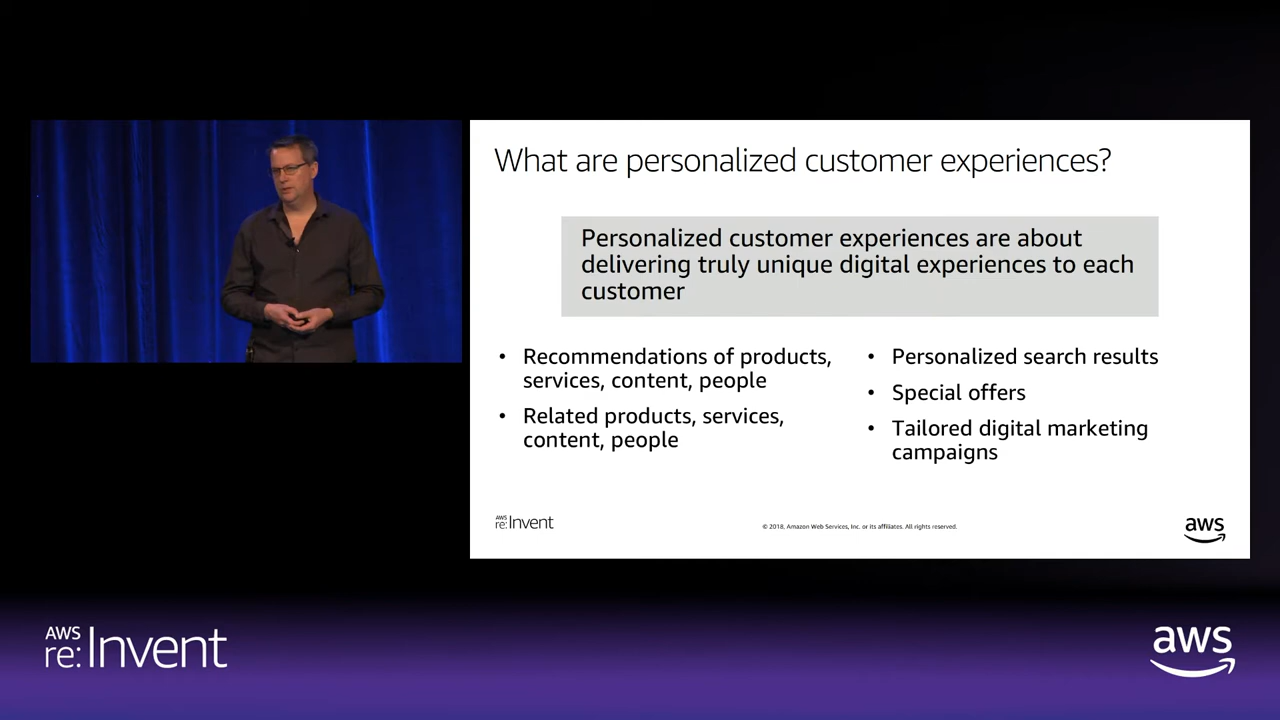 What are personalized customer experiences?
Personalized customer experiences are about
delivering truly unique digital experiences to each
customer
• Recommendations of products,
services, content, people
• Related products, services,
content, people
• Personalized search results
• Special offers
• Tailored digital marketing
campaigns
AWS
re:Invent
© 2018, Amazon Web Services, Inc. or its affiliates. All rights reserved.
aws
AWS
re:Invent
aws